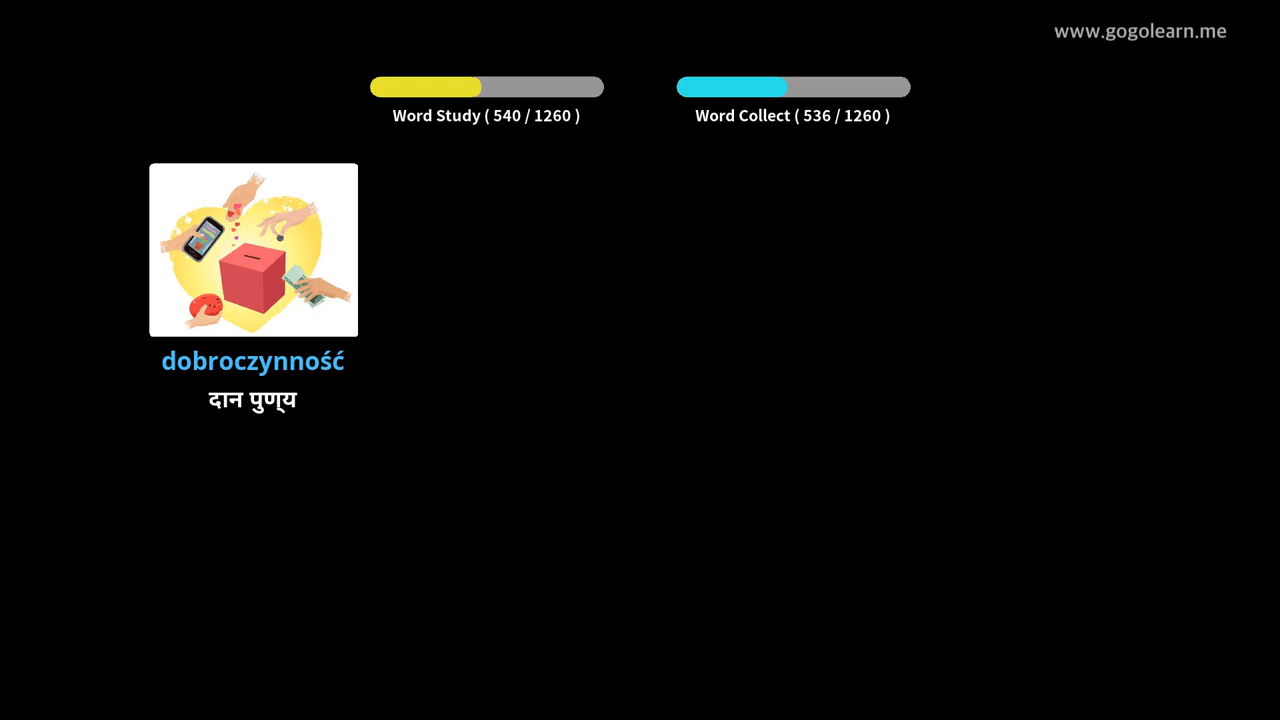 www.gogolearn.me
Word Study ( 540 / 1260 )
Word Collect ( 536 / 1260 )
dobroczynność
दान पुण्य